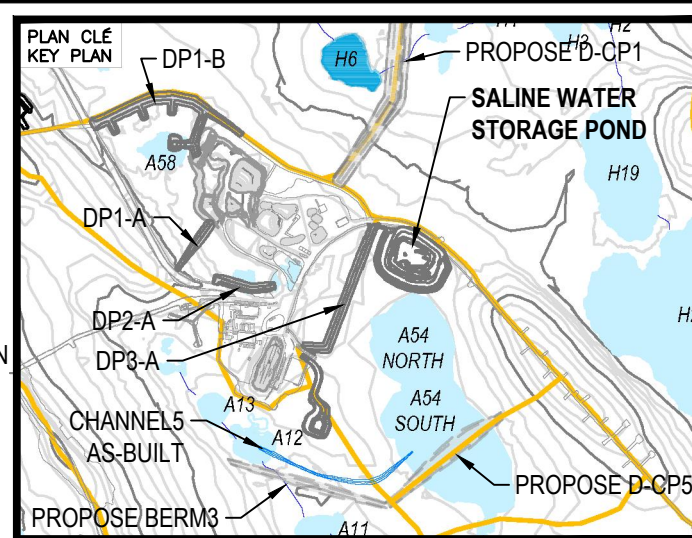 PLAN CLÉ
KEY PLAN
DP1-B
H6
PROPOSE D-CP1
H3
H2
SALINE WATER
STORAGE POND
A58
H19
DP1-A
DP2-A
DP3-A
A54
NORTH
A54
SOUTH
A13
CHANNEL5
AS-BUILT
A12
PROPOSE D-CP5
PROPOSE BERM3
A11
N